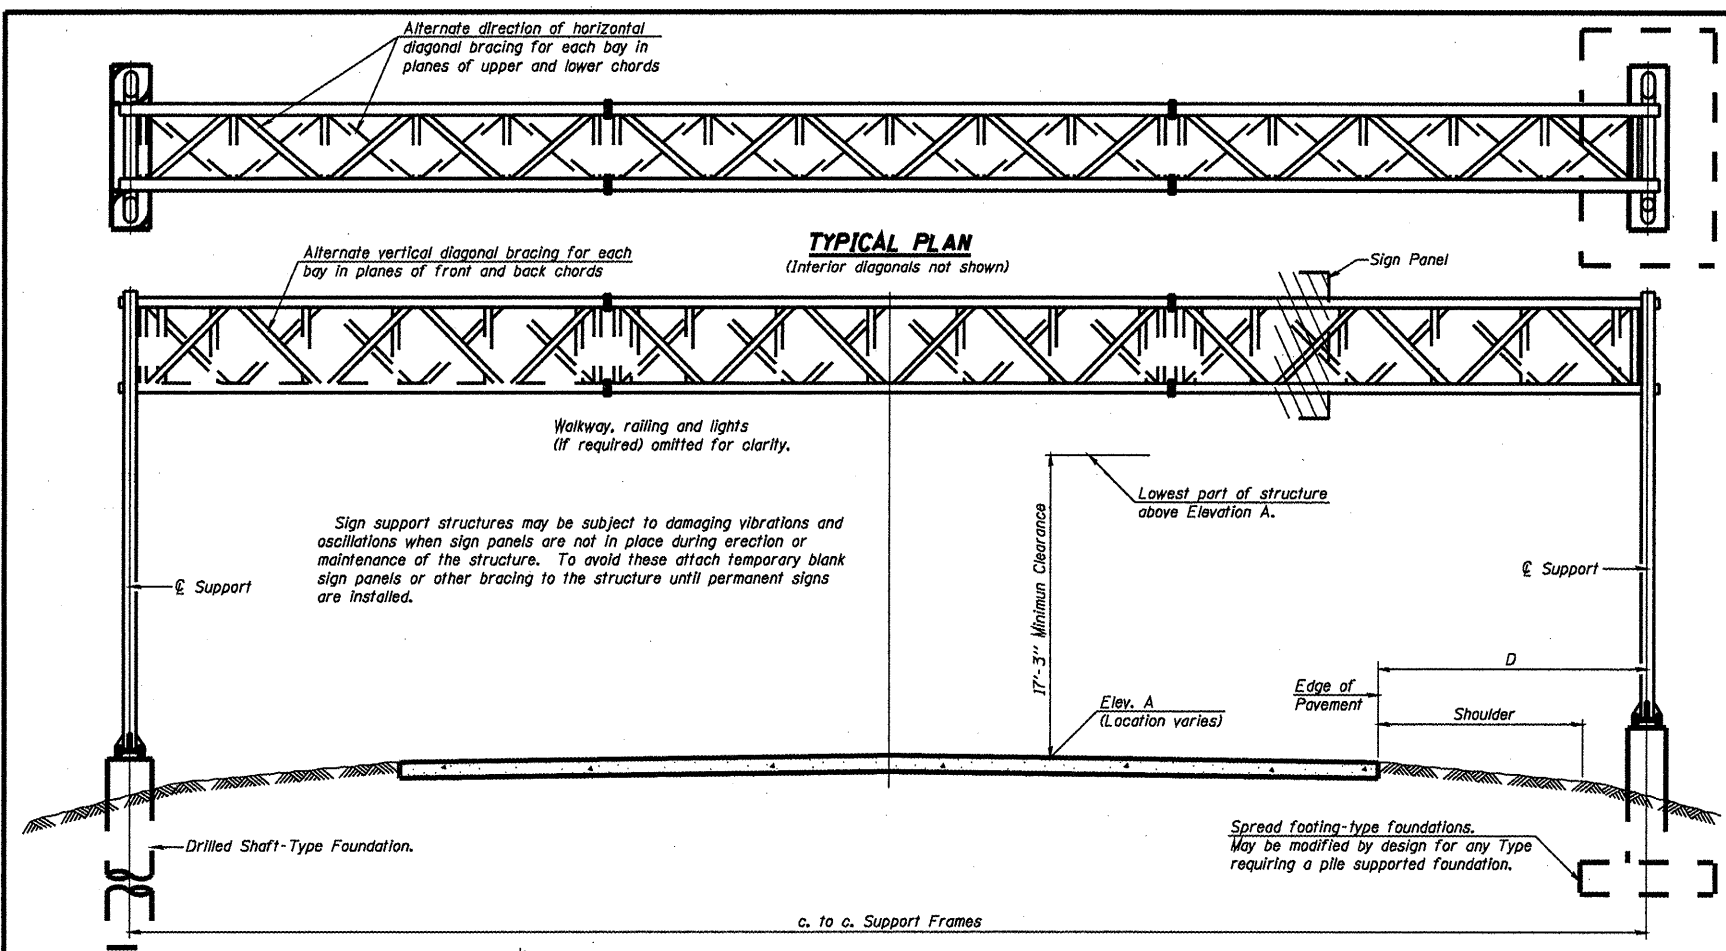 Alternate direction of horizontal
diagonal bracing for each bay in
planes of upper and lower chords
TYPICAL PLAN
(Interior diagonals not shown)
Alternate vertical diagonal bracing for each
bay in planes of front and back chords
Sign Panel
Walkway, railing and lights
(if required) omitted for clarity.
Lowest part of structure
above Elevation A.
Sign support structures may be subject to damaging vibrations and
oscillations when sign panels are not in place during erection or
maintenance of the structure. To avoid these attach temporary blank
sign panels or other bracing to the structure until permanent signs
are installed.
17'-3" Minimun Clearance
℄ Support
℄ Support
D
Edge of
Pavement
Shoulder
Elev. A
(Location varies)
Drilled Shaft-Type Foundation.
Spread footing-type foundations.
May be modified by design for any Type
requiring a pile supported foundation.
c. to c. Support Frames